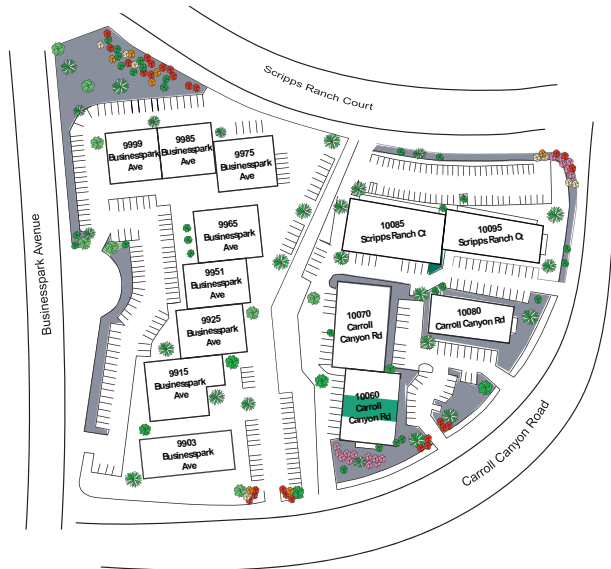 Scripps Ranch Court
9999
Businesspark
Ave
9985
Businesspark
Ave
9975
Businesspark
Ave
9965
Businesspark
Ave
9951
Businesspark
Ave
9925
Businesspark
Ave
9915
Businesspark
Ave
9903
Businesspark
Ave
10085
Scripps Ranch Ct
10095
Scripps Ranch Ct
10070
Carroll
Canyon Rd
10080
Carroll Canyon Rd
10060
Carroll
Canyon Rd
Businesspark Avenue
Carroll Canyon Road